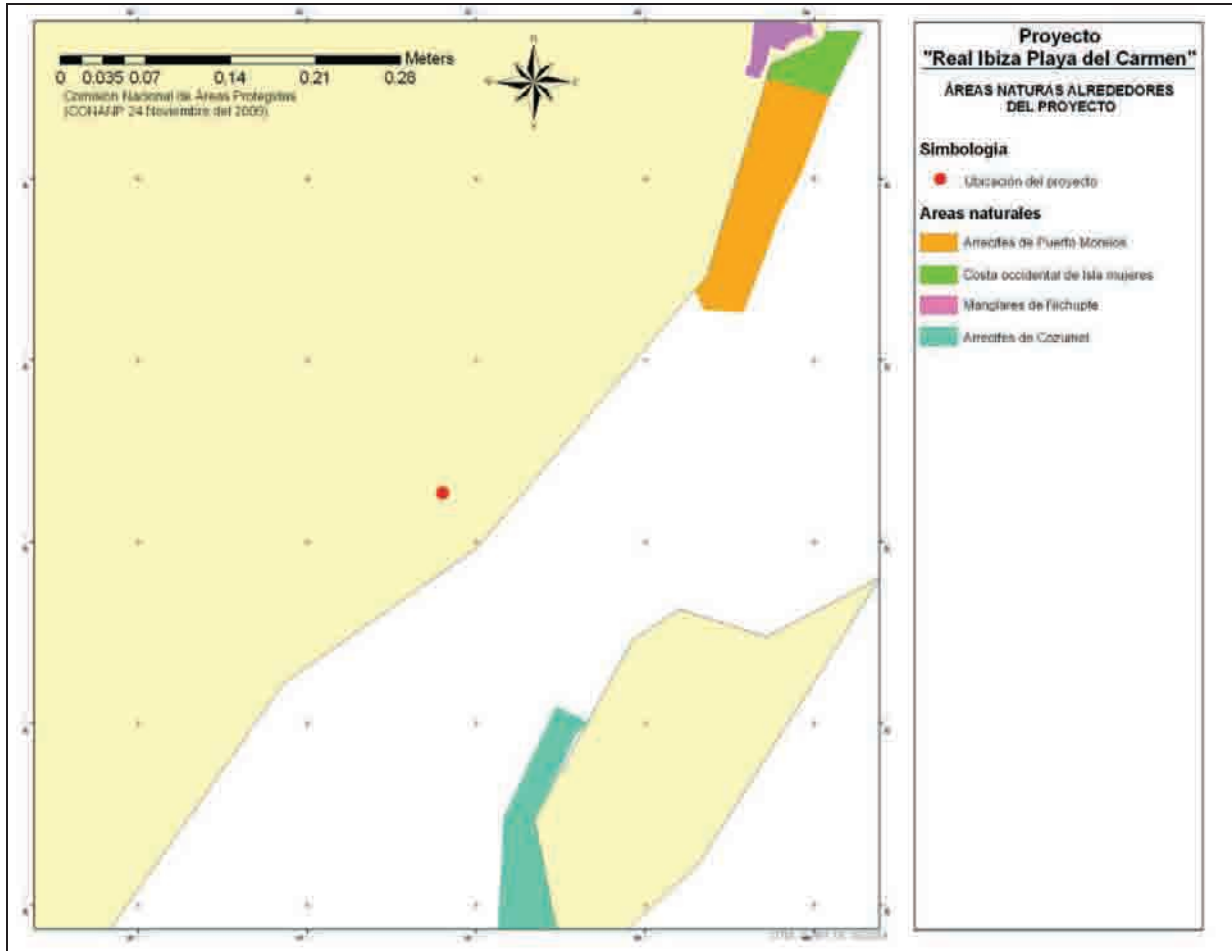 Meters
0 0.035 0.07 0.14 0.21 0.28
Comisión Nacional de Áreas Protegidas
(CONANP 24 Noviembre del 2009)
Proyecto
"Real Ibiza Playa del Carmen"
ÁREAS NATURAS ALREDEDORES
DEL PROYECTO
Simbologia
Ubicación del proyecto
Areas naturales
Arrecifes de Puerto Morelos
Costa occidental de Isla mujeres
Manglares de Nichupte
Arrecifes de Cozumel